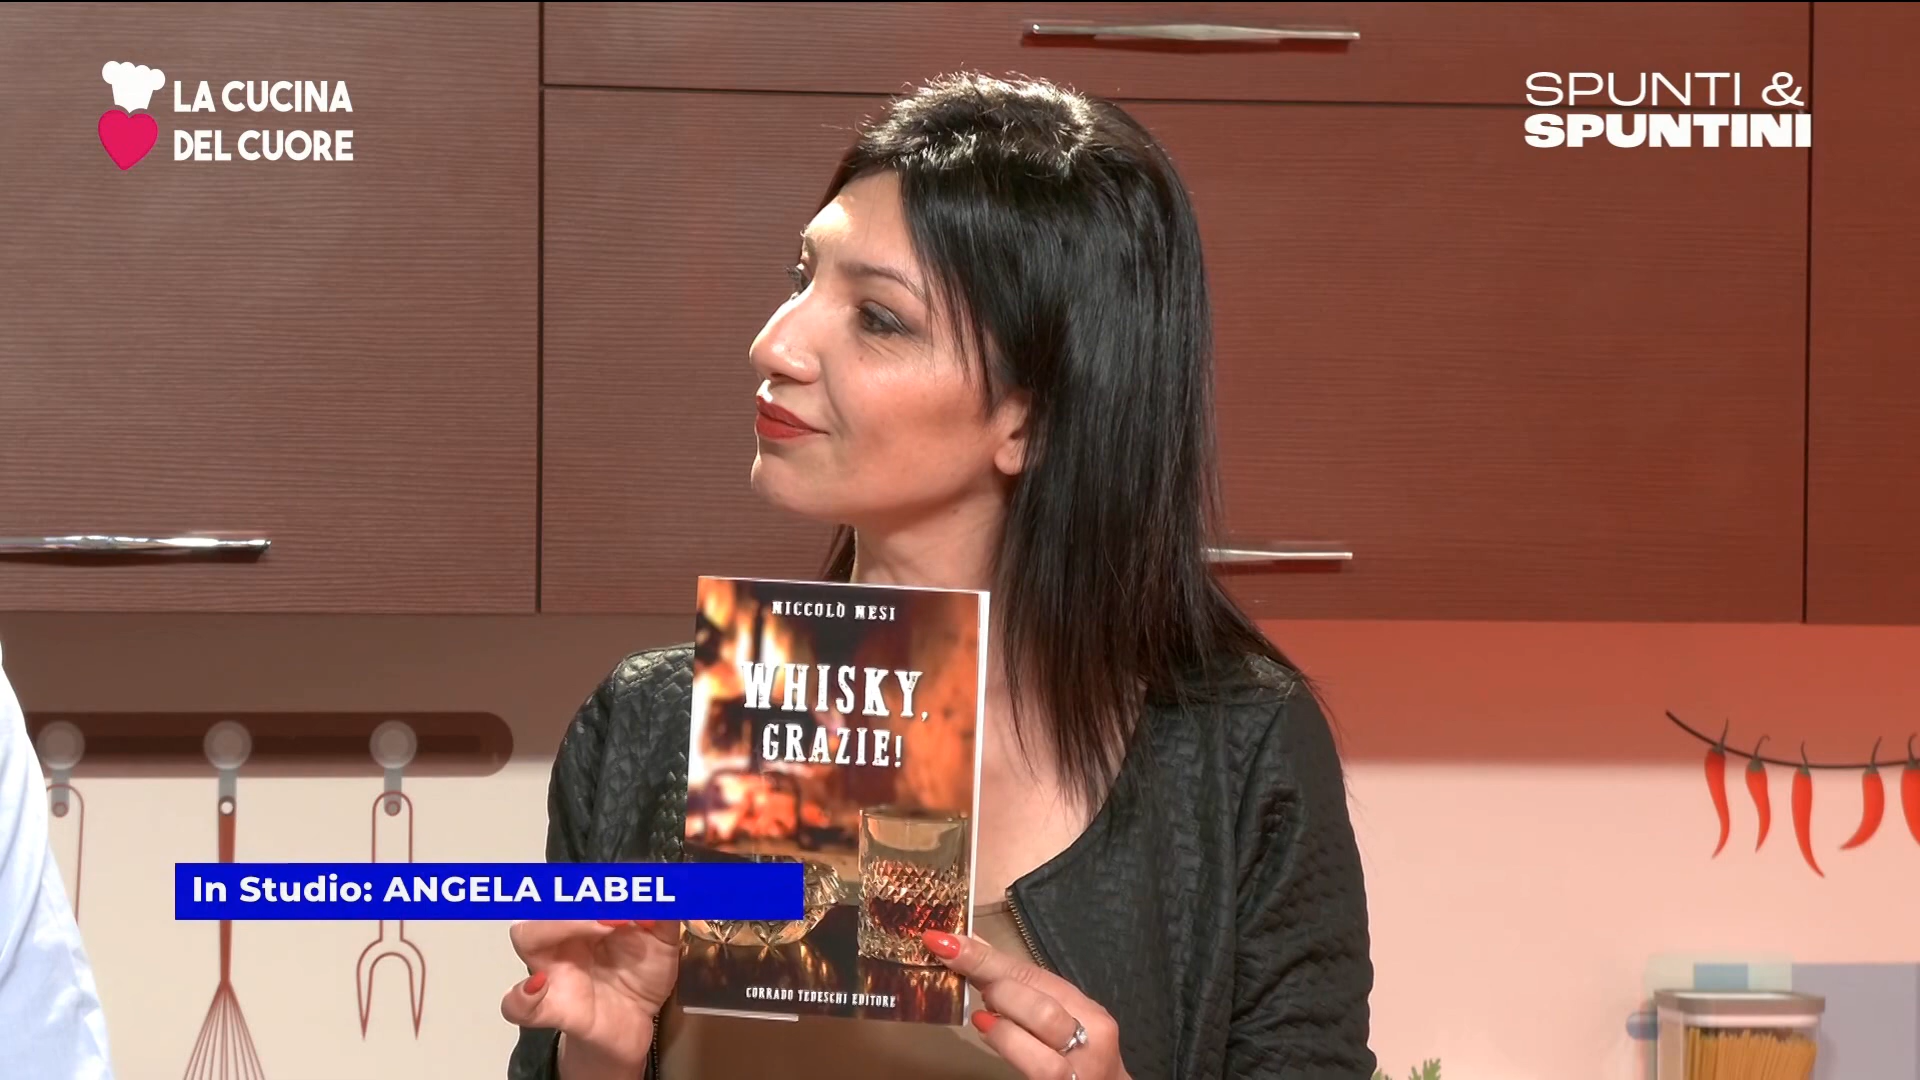 LA CUCINA
DEL CUORE
SPUNTI &
SPUNTINI
NICCOLÒ NESI
WHISKY,
GRAZIE!
In Studio: ANGELA LABEL
CORRADO TEDESCHI EDITORE